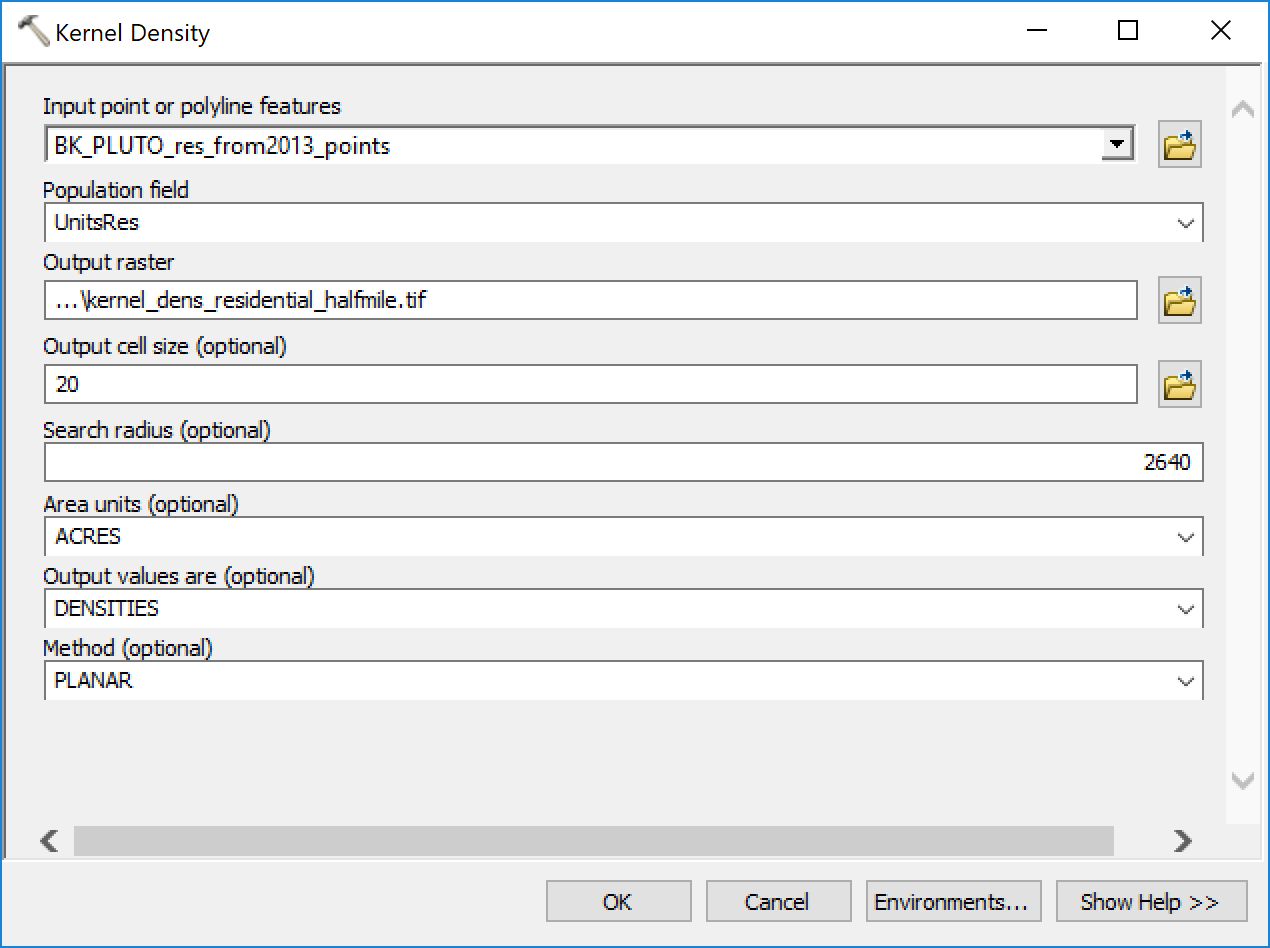 Kernel Density
Input point or polyline features
BK_PLUTO_res_from2013_points
Population field
UnitsRes
Output raster
...\kernel_dens_residential_halfmile.tif
Output cell size (optional)
20
Search radius (optional)
2640
Area units (optional)
ACRES
Output values are (optional)
DENSITIES
Method (optional)
PLANAR
OK Cancel Environments... Show Help >>